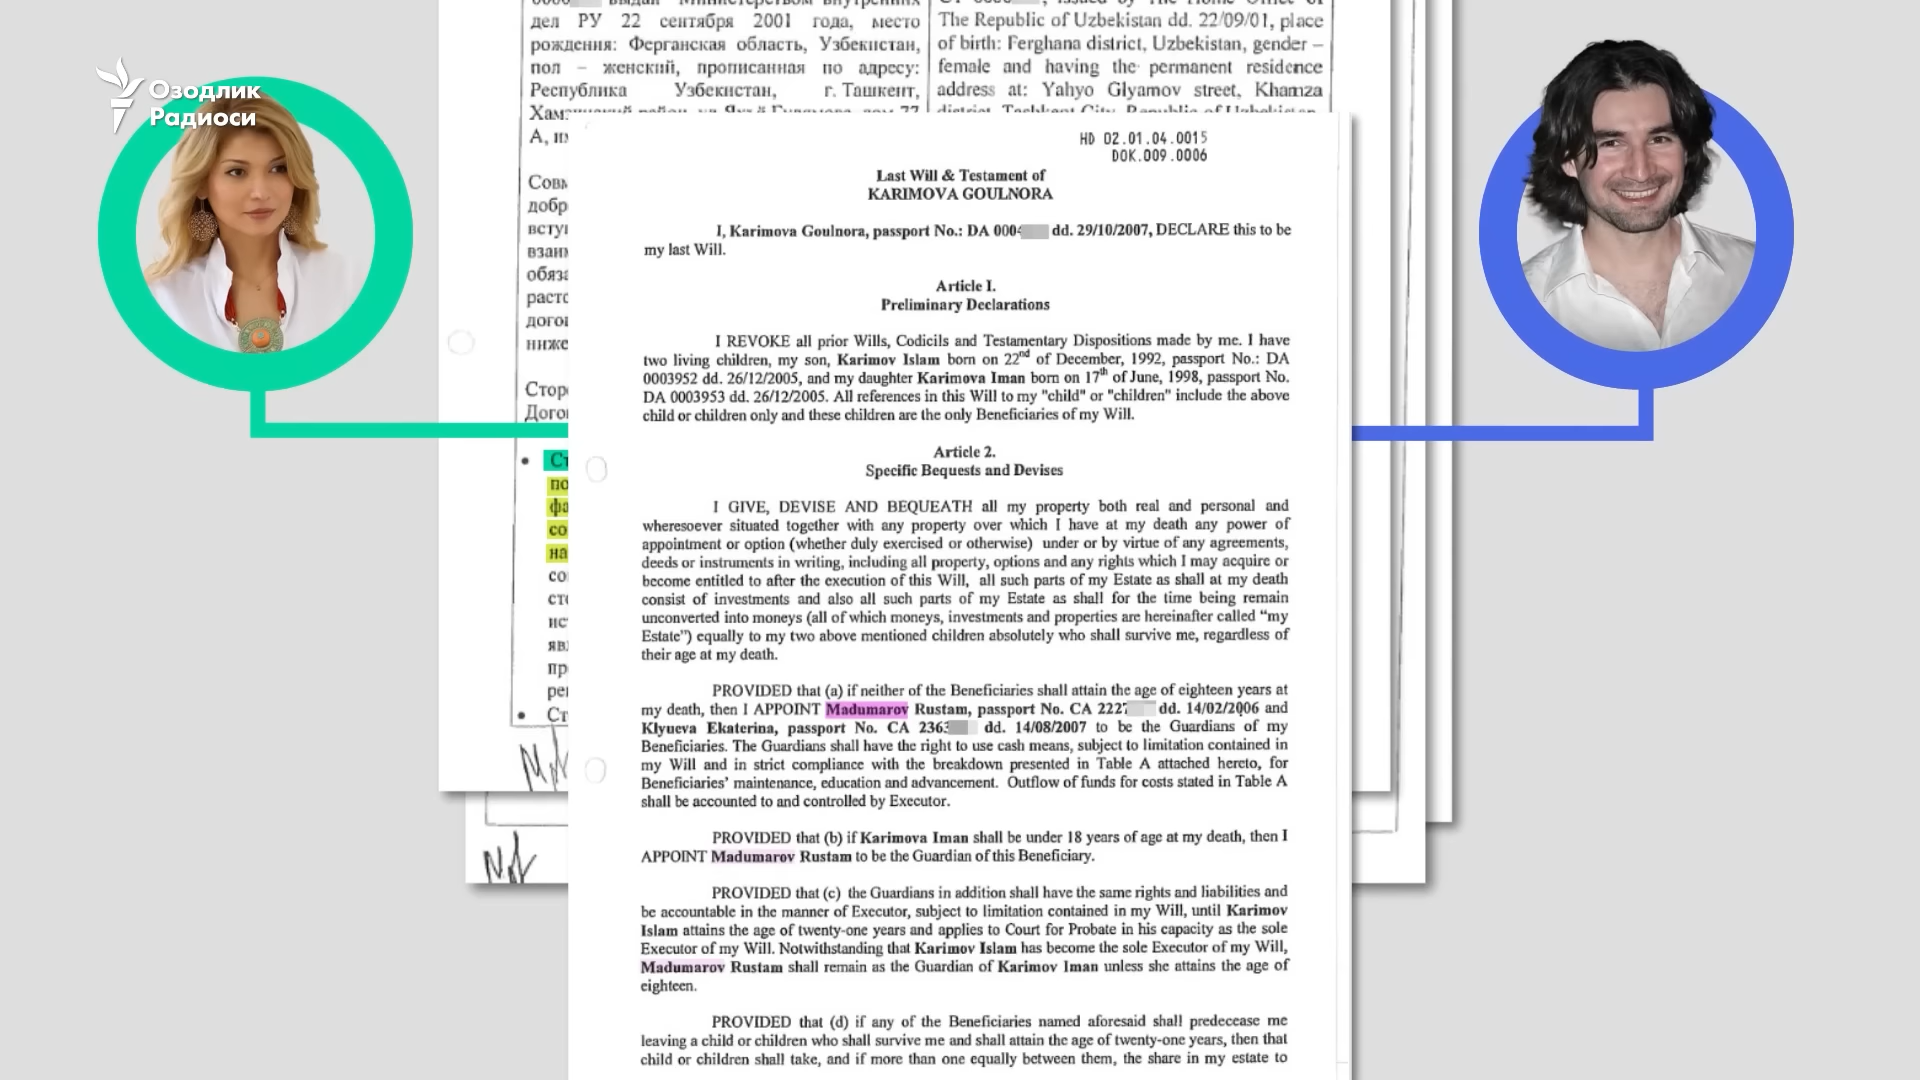 Озодлик
Радиоси
дел РУ 22 сентября 2001 года, место
рождения: Ферганская область, Узбекистан,
пол – женский, прописанная по адресу:
Республика Узбекистан, г. Ташкент,
А,
The Republic of Uzbekistan dd. 22/09/01, place
of birth: Ferghana district, Uzbekistan, gender –
female and having the permanent residence
address at: Yahyo Glyamov street, Khamza
district, Tashkent City, Republic of Uzbekistan,
HD 02.01.04.0015
DOK.009.0006
Last Will & Testament of
KARIMOVA GOULNORA
I, Karimova Goulnora, passport No.: DA 000 dd. 29/10/2007, DECLARE this to be
my last Will.
Article I.
Preliminary Declarations
I REVOKE all prior Wills, Codicils and Testamentary Dispositions made by me. I have
two living children, my son, Karimov Islam born on 22nd of December, 1992, passport No.: DA
0003952 dd. 26/12/2005, and my daughter Karimova Iman born on 17th of June, 1998, passport No.
DA 0003953 dd. 26/12/2005. All references in this Will to my "child" or "children" include the above
child or children only and these children are the only Beneficiaries of my Will.
Article 2.
Specific Bequests and Devises
I GIVE, DEVISE AND BEQUEATH all my property both real and personal and
wheresoever situated together with any property over which I have at my death any power of
appointment or option (whether duly exercised or otherwise) under or by virtue of any agreements,
deeds or instruments in writing, including all property, options and any rights which I may acquire or
become entitled to after the execution of this Will, all such parts of my Estate as shall at my death
consist of investments and also all such parts of my Estate as shall for the time being remain
unconverted into moneys (all of which moneys, investments and properties are hereinafter called “my
Estate”) equally to my two above mentioned children absolutely who shall survive me, regardless of
their age at my death.
PROVIDED that (a) if neither of the Beneficiaries shall attain the age of eighteen years at
my death, then I APPOINT Madumarov Rustam, passport No. CA 222 dd. 14/02/2006 and
Klyueva Ekaterina, passport No. CA 236 dd. 14/08/2007 to be the Guardians of my
Beneficiaries. The Guardians shall have the right to use cash means, subject to limitation contained in
my Will and in strict compliance with the breakdown presented in Table A attached hereto, for
Beneficiaries’ maintenance, education and advancement. Outflow of funds for costs stated in Table A
shall be accounted to and controlled by Executor.
PROVIDED that (b) if Karimova Iman shall be under 18 years of age at my death, then I
APPOINT Madumarov Rustam to be the Guardian of this Beneficiary.
PROVIDED that (c) the Guardians in addition shall have the same rights and liabilities and
be accountable in the manner of Executor, subject to limitation contained in my Will, until Karimov
Islam attains the age of twenty-one years and applies to Court for Probate in his capacity as the sole
Executor of my Will. Notwithstanding that Karimov Islam has become the sole Executor of my Will,
Madumarov Rustam shall remain as the Guardian of Karimov Iman unless she attains the age of
eighteen.
PROVIDED that (d) if any of the Beneficiaries named aforesaid shall predecease me
leaving a child or children who shall survive me and shall attain the age of twenty-one years, then that
child or children shall take, and if more than one equally between them, the share in my estate to